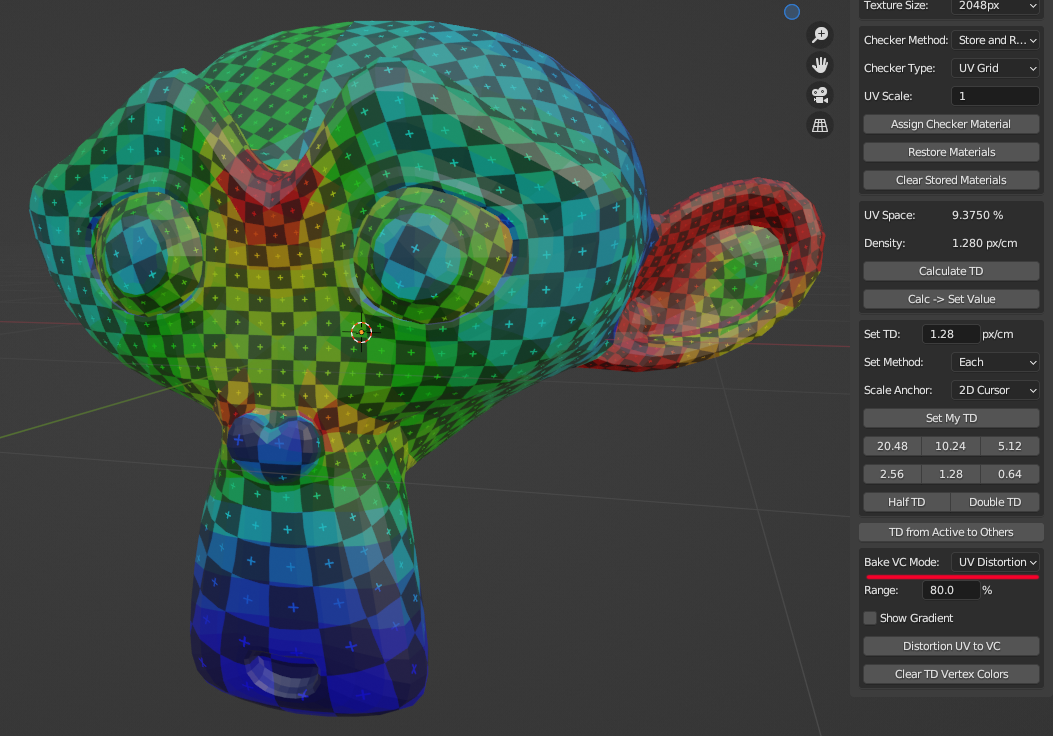 Texture Size: 2048px
Checker Method: Store and R...
Checker Type: UV Grid
UV Scale: 1
Assign Checker Material
Restore Materials
Clear Stored Materials
UV Space: 9.3750 %
Density: 1.280 px/cm
Calculate TD
Calc -> Set Value
Set TD: 1.28 px/cm
Set Method: Each
Scale Anchor: 2D Cursor
Set My TD
20.48 10.24 5.12
2.56 1.28 0.64
Half TD Double TD
TD from Active to Others
Bake VC Mode: UV Distortion
Range: 80.0 %
Show Gradient
Distortion UV to VC
Clear TD Vertex Colors